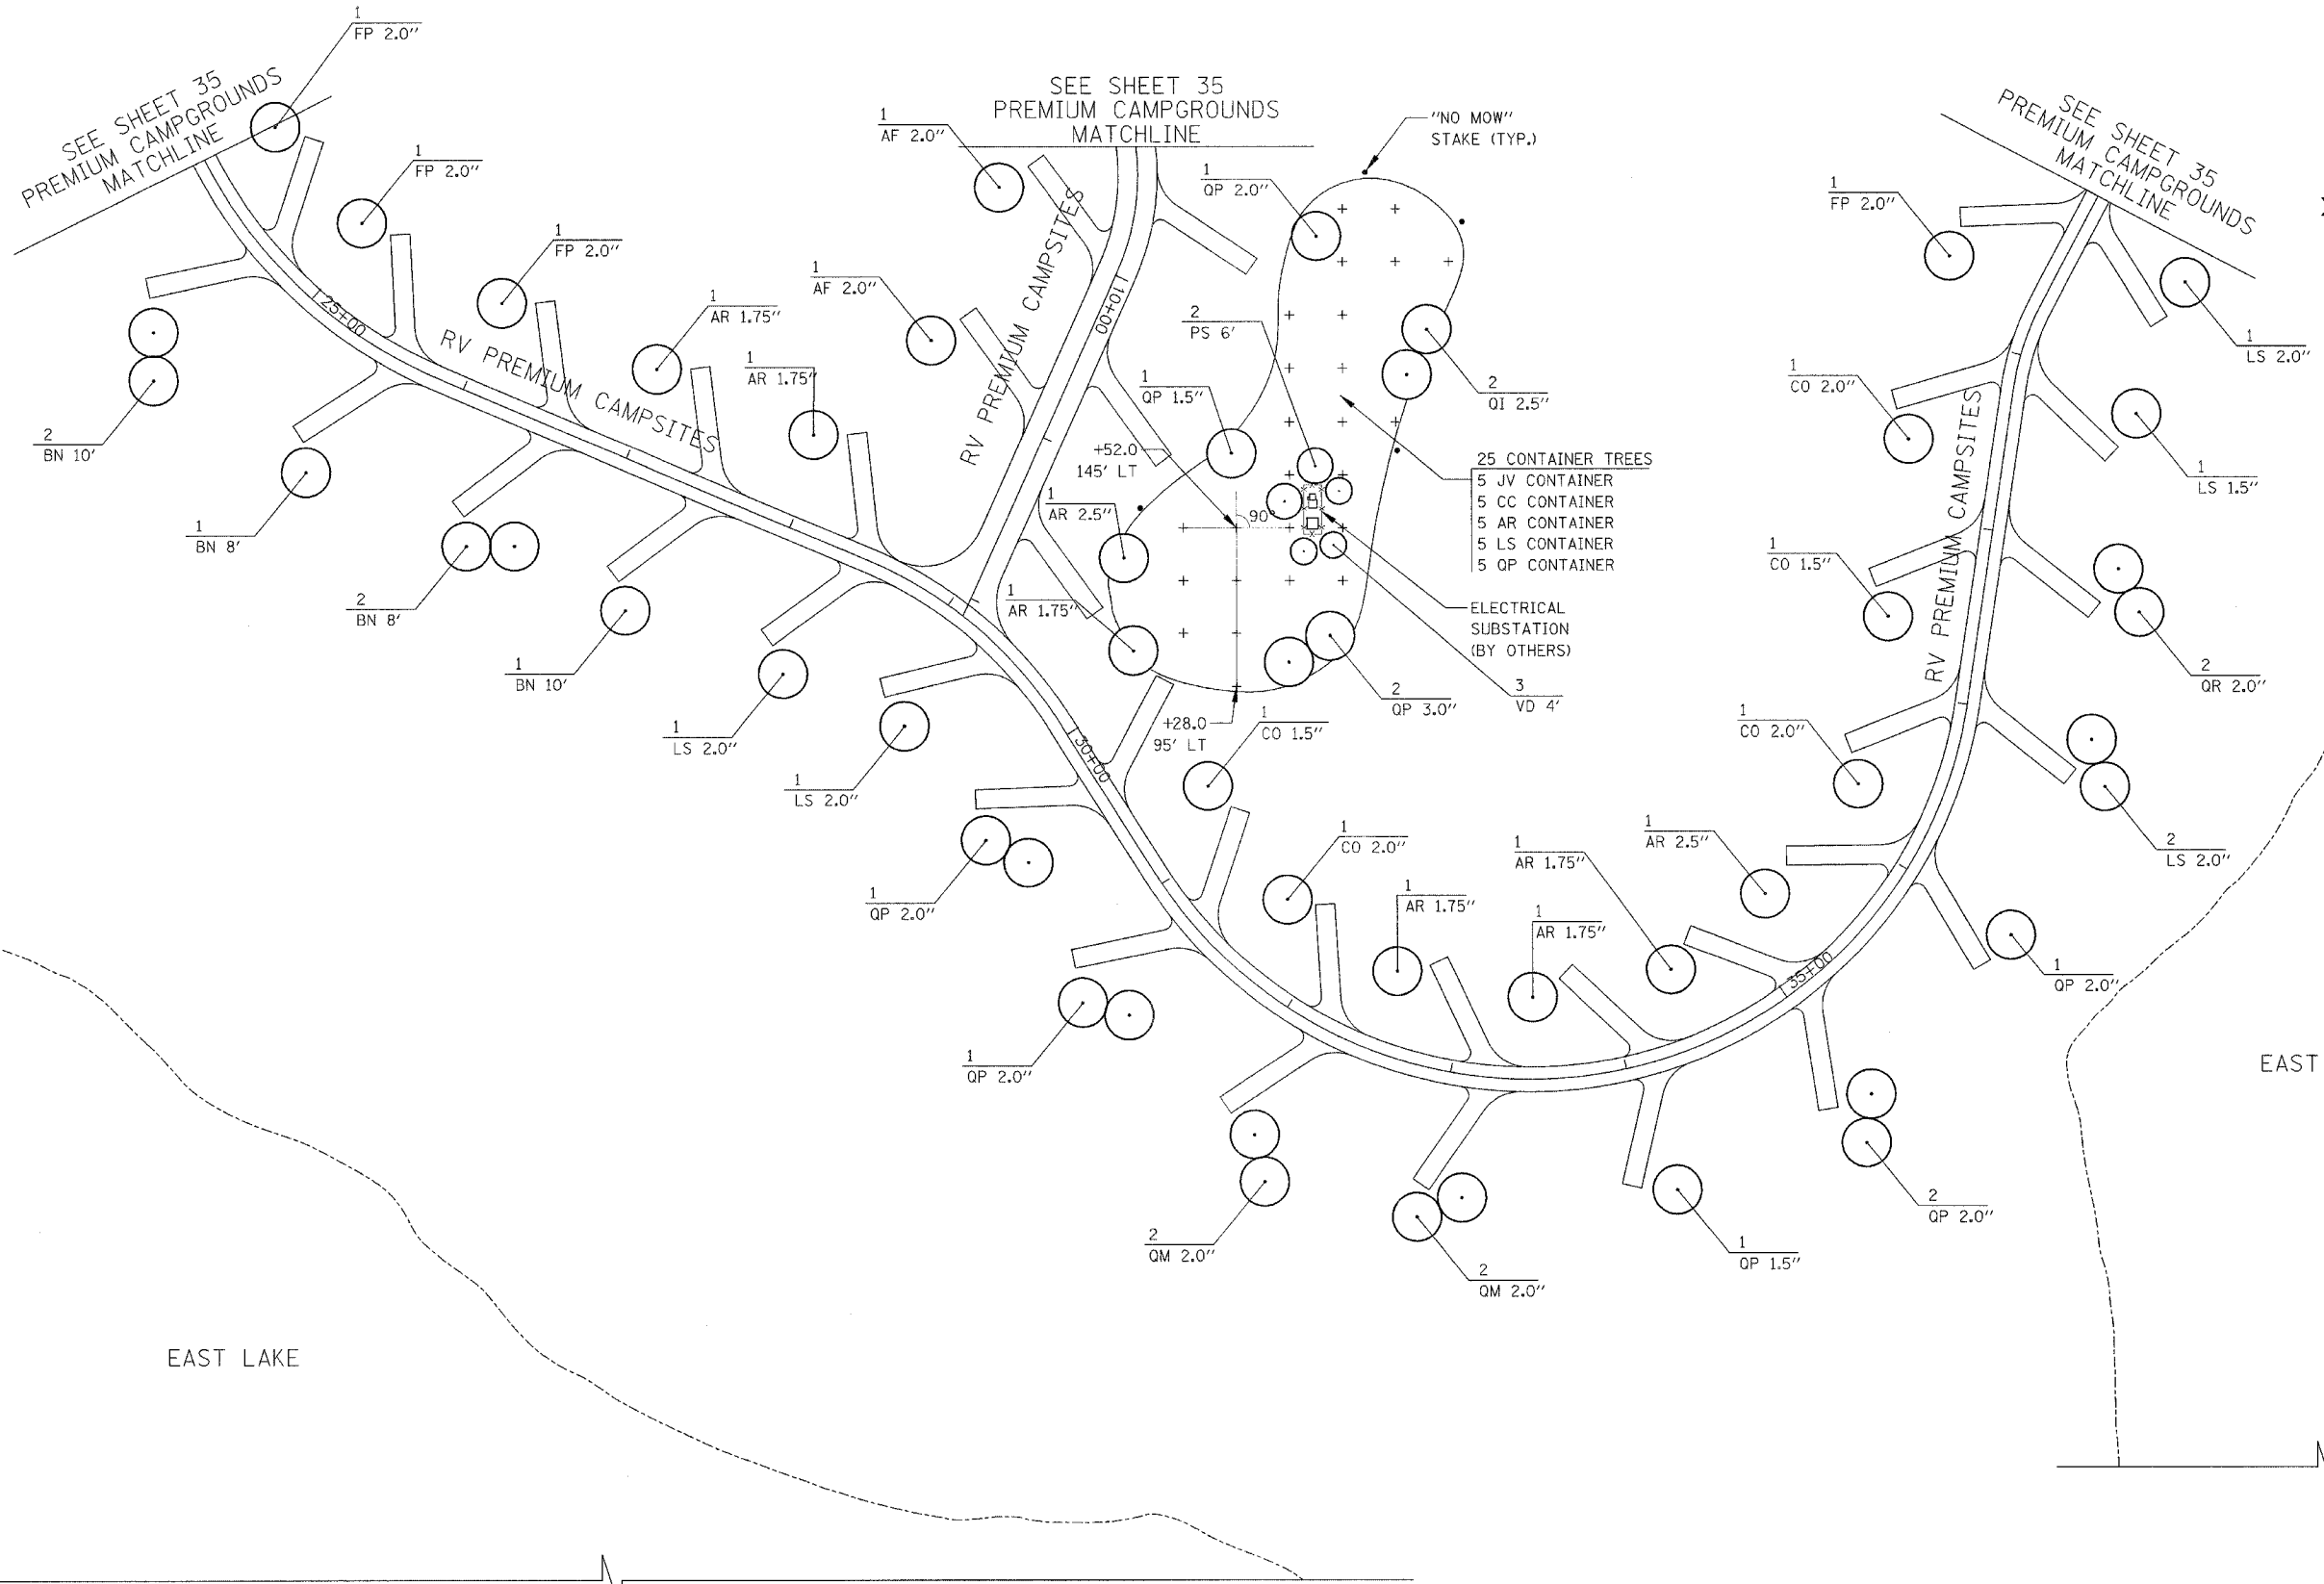 1
FP 2.0"
SEE SHEET 35
PREMIUM CAMPGROUNDS
MATCHLINE
1
FP 2.0"
1
FP 2.0"
1
AR 1.75"
1
AR 1.75"
25+00
RV PREMIUM CAMPSITES
2
BN 10'
1
BN 8'
2
BN 8'
1
BN 10'
1
LS 2.0"
1
LS 2.0"
SEE SHEET 35
PREMIUM CAMPGROUNDS
MATCHLINE
1
AF 2.0"
1
AF 2.0"
RV PREMIUM CAMPSITES
10+00
"NO MOW"
STAKE (TYP.)
1
QP 2.0"
2
PS 6'
1
QP 1.5"
2
QI 2.5"
+52.0
145' LT
90°
1
AR 2.5"
1
AR 1.75"
25 CONTAINER TREES
5 JV CONTAINER
5 CC CONTAINER
5 AR CONTAINER
5 LS CONTAINER
5 QP CONTAINER
ELECTRICAL
SUBSTATION
(BY OTHERS)
3
VD 4'
2
QP 3.0"
+28.0
95' LT
1
CO 1.5"
30+00
1
QP 2.0"
1
QP 2.0"
1
CO 2.0"
1
AR 1.75"
1
AR 1.75"
1
AR 1.75"
1
AR 2.5"
35+00
2
QM 2.0"
2
QM 2.0"
1
QP 1.5"
2
QP 2.0"
1
QP 2.0"
SEE SHEET 35
PREMIUM CAMPGROUNDS
MATCHLINE
1
FP 2.0"
1
LS 2.0"
1
CO 2.0"
1
LS 1.5"
RV PREMIUM CAMPSITES
1
CO 1.5"
2
QR 2.0"
1
CO 2.0"
2
LS 2.0"
EAST
EAST LAKE